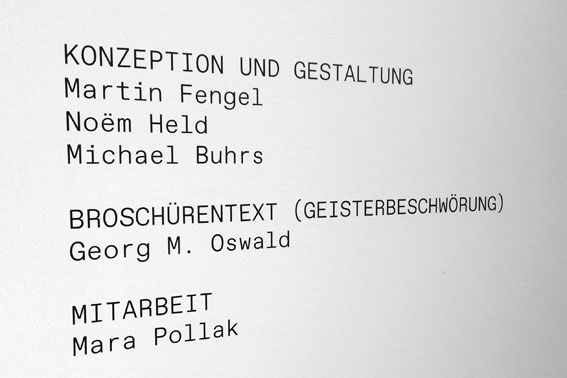 KONZEPTION UND GESTALTUNG
Martin Fengel
Noëm Held
Michael Buhrs
BROSCHÜRENTEXT (GEISTERBESCHWÖRUNG)
Georg M. Oswald
MITARBEIT
Mara Pollak